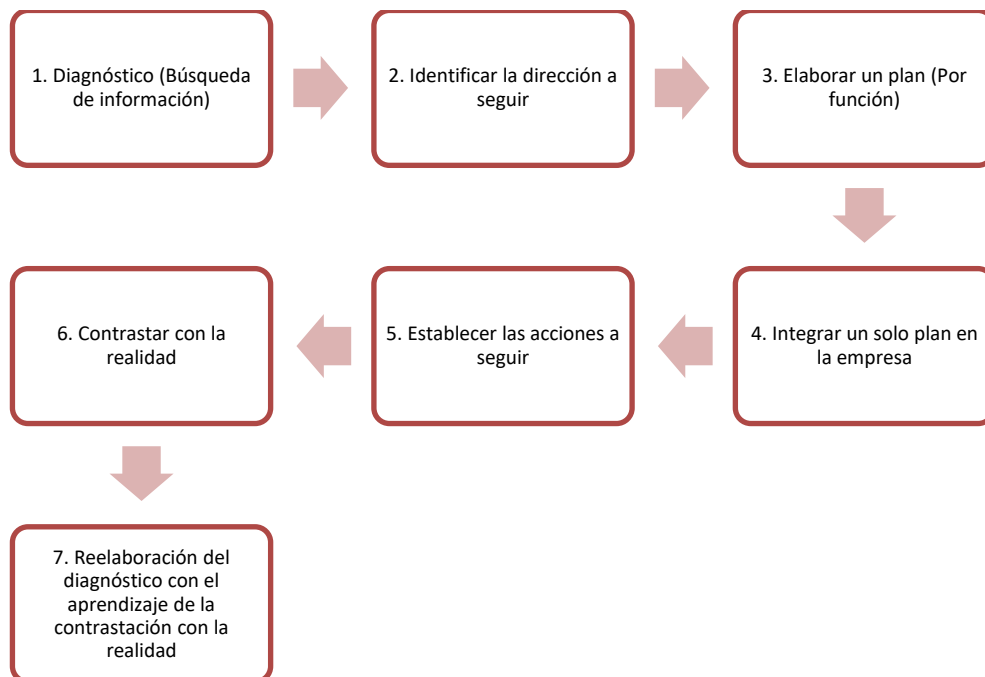 1. Diagnóstico (Búsqueda
de información)
2. Identificar la dirección a
seguir
3. Elaborar un plan (Por
función)
4. Integrar un solo plan en
la empresa
5. Establecer las acciones a
seguir
6. Contrastar con la
realidad
7. Reelaboración del
diagnóstico con el
aprendizaje de la
contrastación con la
realidad